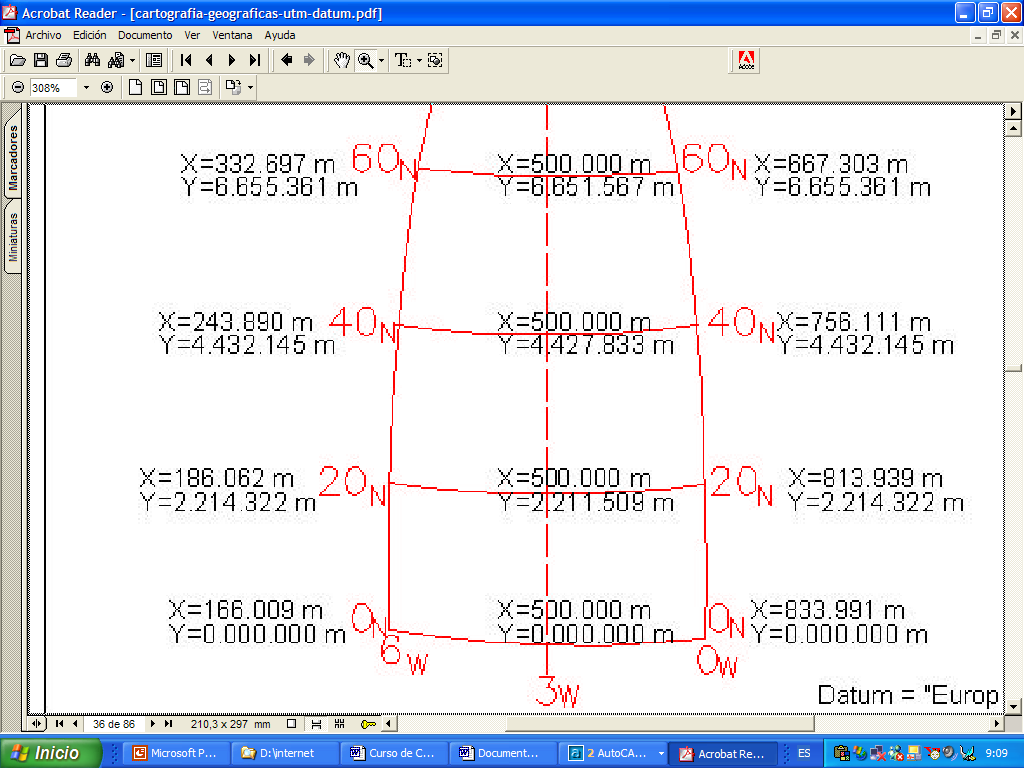 Acrobat Reader - [cartografia-geograficas-utm-datum.pdf]
Archivo Edición Documento Ver Ventana Ayuda
Adobe
308%
Marcadores
Miniaturas
X=332.697 m 60N X=500.000 m 60N X=667.303 m
Y=6.655.361 m Y=6.651.567 m Y=6.655.361 m
X=243.890 m 40N X=500.000 m 40N X=756.111 m
Y=4.432.145 m Y=4.427.833 m Y=4.432.145 m
X=186.062 m 20N X=500.000 m 20N X=813.939 m
Y=2.214.322 m Y=2.211.509 m Y=2.214.322 m
X=166.009 m 0N X=500.000 m 0N X=833.991 m
Y=0.000.000 m Y=0.000.000 m Y=0.000.000 m
6W 0W
3W
Datum = "Europ
36 de 86 210,3 x 297 mm
Inicio Microsoft P... D:\internet Curso de C... Document... 2 AutoCA... Acrobat Re... ES 9:09